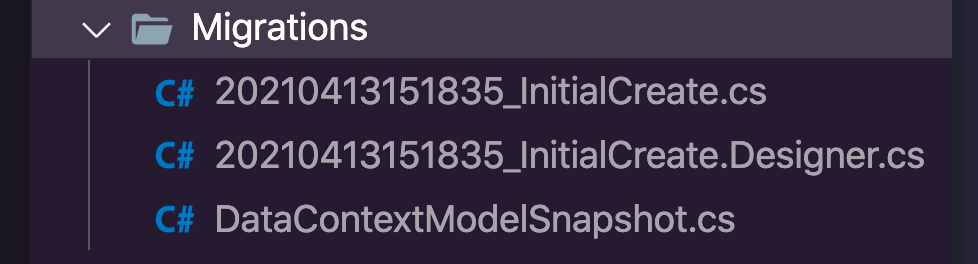 Migrations
C# 20210413151835_InitialCreate.cs
C# 20210413151835_InitialCreate.Designer.cs
C# DataContextModelSnapshot.cs